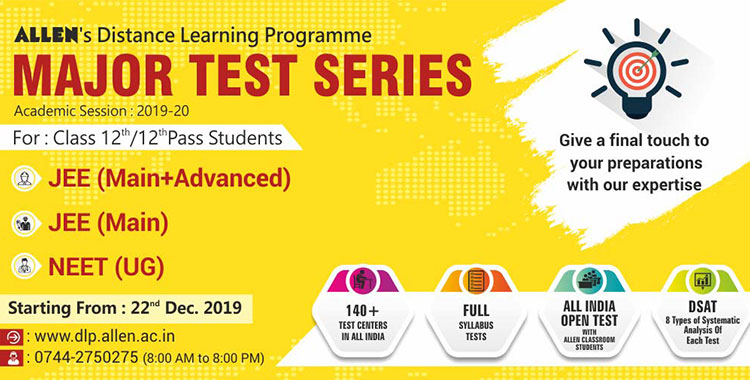 ALLEN's Distance Learning Programme
MAJOR TEST SERIES
Academic Session : 2019-20
For : Class 12th/12thPass Students
JEE (Main+Advanced)
JEE (Main)
NEET (UG)
Starting From : 22nd Dec. 2019
: www.dlp.allen.ac.in
: 0744-2750275 (8:00 AM to 8:00 PM)
Give a final touch to
your preparations
with our expertise
140+
TEST CENTERS
IN ALL INDIA
FULL
SYLLABUS
TESTS
ALL INDIA
OPEN TEST
WITH
ALLEN CLASSROOM
STUDENTS
DSAT
8 Types of Systematic
Analysis Of
Each Test